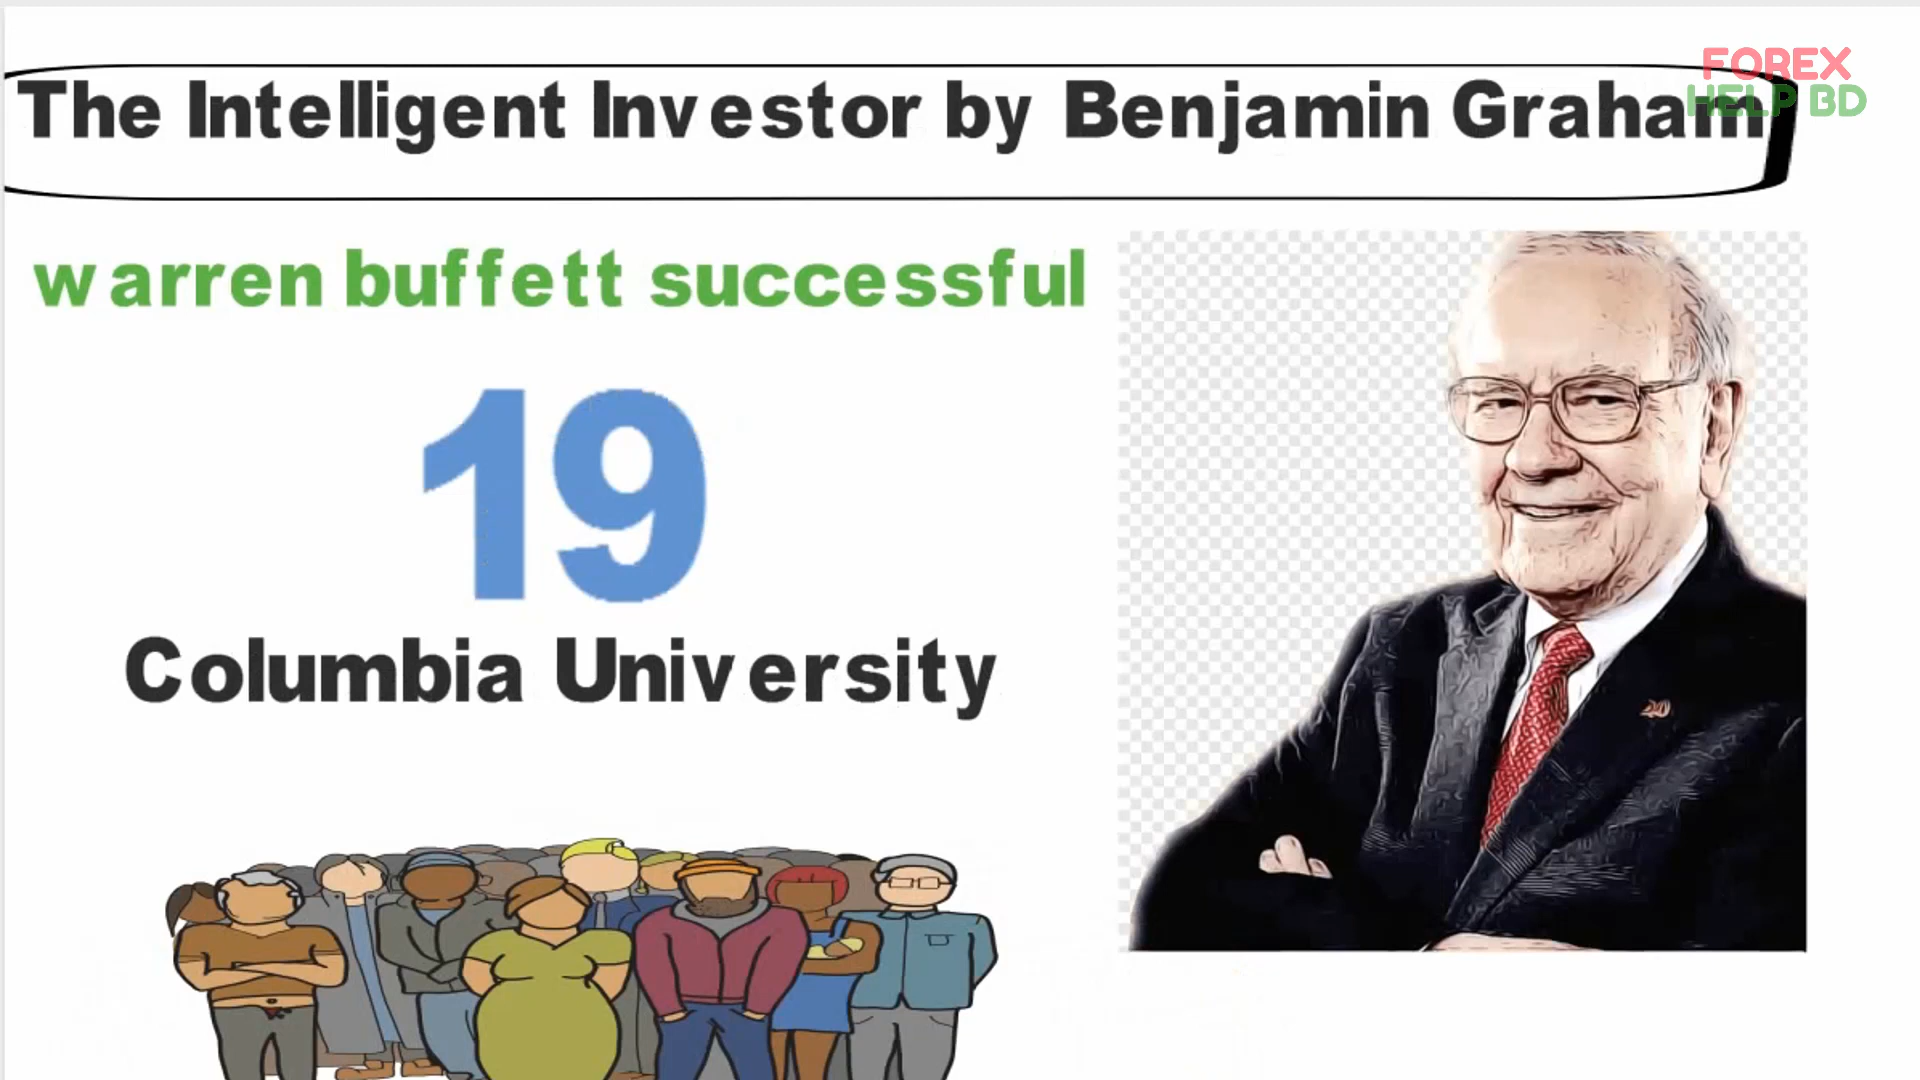 The Intelligent Investor by Benjamin Graham
FOREX
HELP BD
warren buffett successful
19
Columbia University